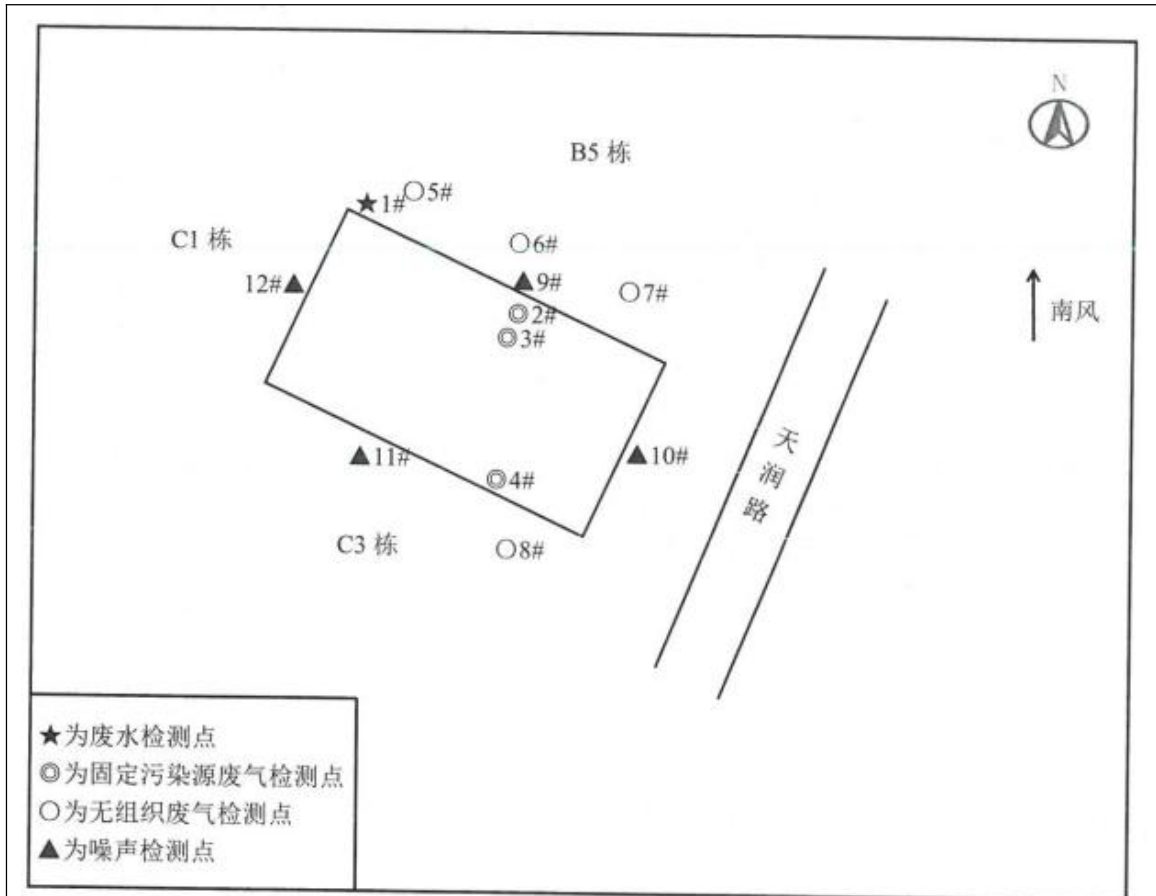 N
B5 栋
★1#
○5#
C1 栋
○6#
12#▲
▲9#
○7#
◎2#
◎3#
南风
天润路
▲11#
▲10#
◎4#
C3 栋
○8#
★为废水检测点
◎为固定污染源废气检测点
○为无组织废气检测点
▲为噪声检测点